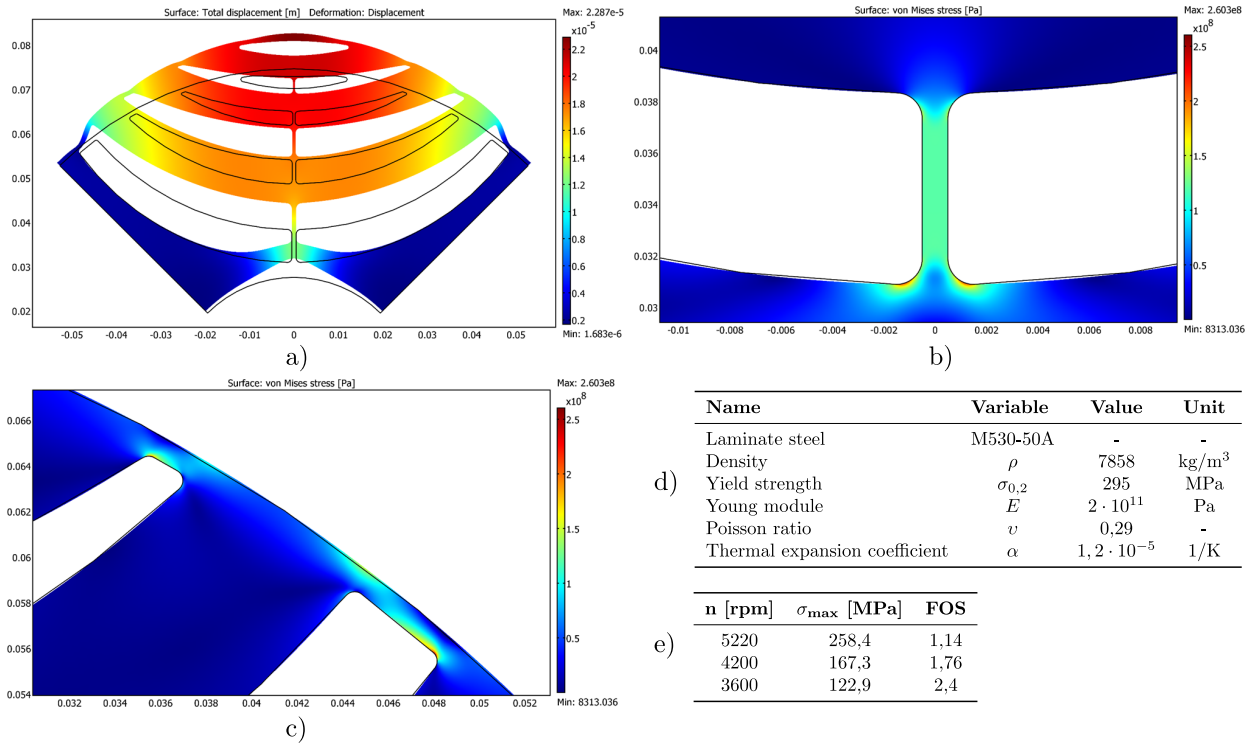 Surface: Total displacement [m]   Deformation: Displacement
Max: 2.287e-5
x10-5
0.08
0.07
0.06
0.05
0.04
0.03
0.02
2.2
2
1.8
1.6
1.4
1.2
1
0.8
0.6
0.4
0.2
-0.05 -0.04 -0.03 -0.02 -0.01 0 0.01 0.02 0.03 0.04 0.05
Min: 1.683e-6
a)
Surface: von Mises stress [Pa]
Max: 2.603e8
x10^8
0.04
0.038
0.036
0.034
0.032
0.03
2.5
2
1.5
1
0.5
-0.01 -0.008 -0.006 -0.004 -0.002 0 0.002 0.004 0.006 0.008
Min: 8313.036
b)
Surface: von Mises stress [Pa]
Max: 2.603e8
x10^8
0.066
0.064
0.062
0.06
0.058
0.056
0.054
2.5
2
1.5
1
0.5
0.032 0.034 0.036 0.038 0.04 0.042 0.044 0.046 0.048 0.05 0.052
Min: 8313.036
c)
d)
Name Variable Value Unit
Laminate steel M530-50A - -
Density ρ 7858 kg/m³
Yield strength σ0,2 295 MPa
Young module E 2 · 10¹¹ Pa
Poisson ratio υ 0,29 -
Thermal expansion coefficient α 1, 2 · 10⁻⁵ 1/K
e)
n [rpm] σmax [MPa] FOS
5220 258,4 1,14
4200 167,3 1,76
3600 122,9 2,4